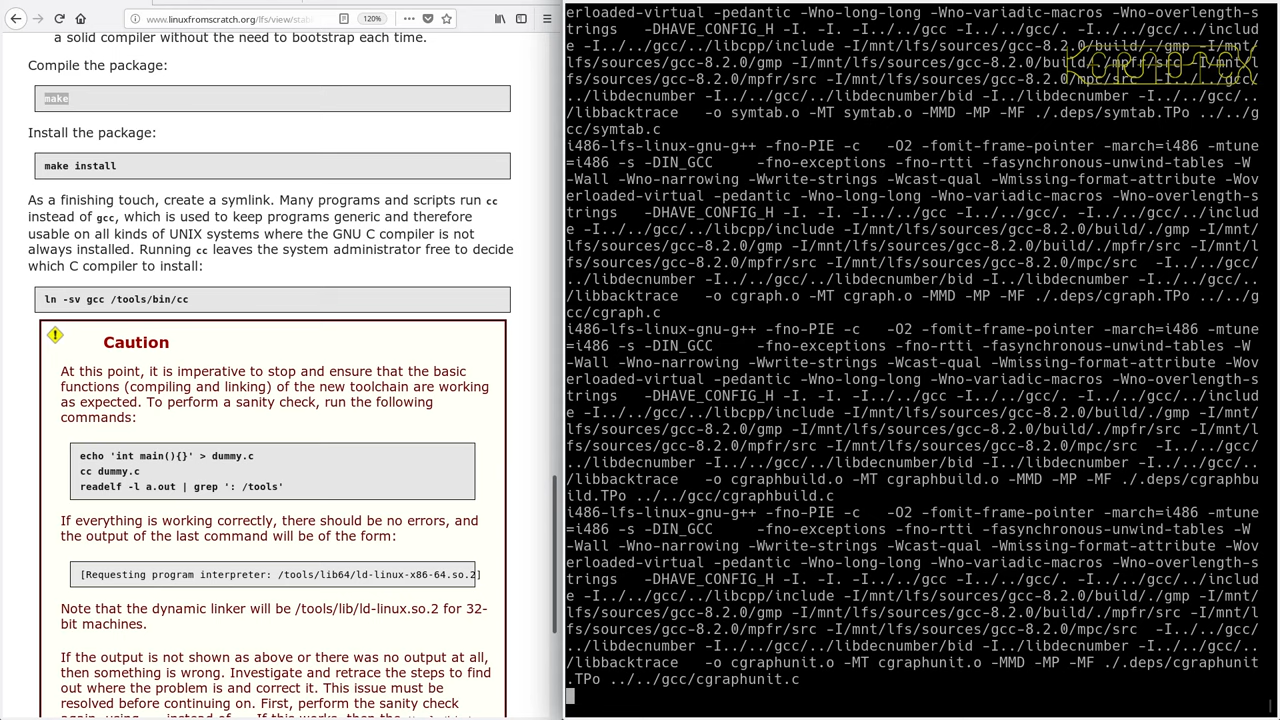 www.linuxfromscratch.org/lfs/view/stab
120%
a solid compiler without the need to bootstrap each time.
Compile the package:
make
Install the package:
make install
As a finishing touch, create a symlink. Many programs and scripts run cc
instead of gcc, which is used to keep programs generic and therefore
usable on all kinds of UNIX systems where the GNU C compiler is not
always installed. Running cc leaves the system administrator free to decide
which C compiler to install:
ln -sv gcc /tools/bin/cc
Caution
At this point, it is imperative to stop and ensure that the basic
functions (compiling and linking) of the new toolchain are working
as expected. To perform a sanity check, run the following
commands:
echo 'int main(){}' > dummy.c
cc dummy.c
readelf -l a.out | grep ': /tools'
If everything is working correctly, there should be no errors, and
the output of the last command will be of the form:
[Requesting program interpreter: /tools/lib64/ld-linux-x86-64.so.2]
Note that the dynamic linker will be /tools/lib/ld-linux.so.2 for 32-
bit machines.
If the output is not shown as above or there was no output at all,
then something is wrong. Investigate and retrace the steps to find
out where the problem is and correct it. This issue must be
resolved before continuing on. First, perform the sanity check
erloaded-virtual -pedantic -Wno-long-long -Wno-variadic-macros -Wno-overlength-s
trings   -DHAVE_CONFIG_H -I. -I. -I../../gcc -I../../gcc/. -I../../gcc/../includ
e -I../../gcc/../libcpp/include -I/mnt/lfs/sources/gcc-8.2.0/build/./gmp -I/mnt/
lfs/sources/gcc-8.2.0/gmp -I/mnt/lfs/sources/gcc-8.2.0/build/./mpfr/src -I/mnt/l
fs/sources/gcc-8.2.0/mpfr/src -I/mnt/lfs/sources/gcc-8.2.0/mpc/src  -I../../gcc/
../libdecnumber -I../../gcc/../libdecnumber/bid -I../libdecnumber -I../../gcc/..
/libbacktrace   -o symtab.o -MT symtab.o -MMD -MP -MF ./.deps/symtab.TPo ../../g
cc/symtab.c
i486-lfs-linux-gnu-g++ -fno-PIE -c   -O2 -fomit-frame-pointer -march=i486 -mtune
=i486 -s -DIN_GCC     -fno-exceptions -fno-rtti -fasynchronous-unwind-tables -W
-Wall -Wno-narrowing -Wwrite-strings -Wcast-qual -Wmissing-format-attribute -Wov
erloaded-virtual -pedantic -Wno-long-long -Wno-variadic-macros -Wno-overlength-s
trings   -DHAVE_CONFIG_H -I. -I. -I../../gcc -I../../gcc/. -I../../gcc/../includ
e -I../../gcc/../libcpp/include -I/mnt/lfs/sources/gcc-8.2.0/build/./gmp -I/mnt/
lfs/sources/gcc-8.2.0/gmp -I/mnt/lfs/sources/gcc-8.2.0/build/./mpfr/src -I/mnt/l
fs/sources/gcc-8.2.0/mpfr/src -I/mnt/lfs/sources/gcc-8.2.0/mpc/src  -I../../gcc/
../libdecnumber -I../../gcc/../libdecnumber/bid -I../libdecnumber -I../../gcc/..
/libbacktrace   -o cgraph.o -MT cgraph.o -MMD -MP -MF ./.deps/cgraph.TPo ../../g
cc/cgraph.c
i486-lfs-linux-gnu-g++ -fno-PIE -c   -O2 -fomit-frame-pointer -march=i486 -mtune
=i486 -s -DIN_GCC     -fno-exceptions -fno-rtti -fasynchronous-unwind-tables -W
-Wall -Wno-narrowing -Wwrite-strings -Wcast-qual -Wmissing-format-attribute -Wov
erloaded-virtual -pedantic -Wno-long-long -Wno-variadic-macros -Wno-overlength-s
trings   -DHAVE_CONFIG_H -I. -I. -I../../gcc -I../../gcc/. -I../../gcc/../includ
e -I../../gcc/../libcpp/include -I/mnt/lfs/sources/gcc-8.2.0/build/./gmp -I/mnt/
lfs/sources/gcc-8.2.0/gmp -I/mnt/lfs/sources/gcc-8.2.0/build/./mpfr/src -I/mnt/l
fs/sources/gcc-8.2.0/mpfr/src -I/mnt/lfs/sources/gcc-8.2.0/mpc/src  -I../../gcc/
../libdecnumber -I../../gcc/../libdecnumber/bid -I../libdecnumber -I../../gcc/..
/libbacktrace   -o cgraphbuild.o -MT cgraphbuild.o -MMD -MP -MF ./.deps/cgraphbu
ild.TPo ../../gcc/cgraphbuild.c
i486-lfs-linux-gnu-g++ -fno-PIE -c   -O2 -fomit-frame-pointer -march=i486 -mtune
=i486 -s -DIN_GCC     -fno-exceptions -fno-rtti -fasynchronous-unwind-tables -W
-Wall -Wno-narrowing -Wwrite-strings -Wcast-qual -Wmissing-format-attribute -Wov
erloaded-virtual -pedantic -Wno-long-long -Wno-variadic-macros -Wno-overlength-s
trings   -DHAVE_CONFIG_H -I. -I. -I../../gcc -I../../gcc/. -I../../gcc/../includ
e -I../../gcc/../libcpp/include -I/mnt/lfs/sources/gcc-8.2.0/build/./gmp -I/mnt/
lfs/sources/gcc-8.2.0/gmp -I/mnt/lfs/sources/gcc-8.2.0/build/./mpfr/src -I/mnt/l
fs/sources/gcc-8.2.0/mpfr/src -I/mnt/lfs/sources/gcc-8.2.0/mpc/src  -I../../gcc/
../libdecnumber -I../../gcc/../libdecnumber/bid -I../libdecnumber -I../../gcc/..
/libbacktrace   -o cgraphunit.o -MT cgraphunit.o -MMD -MP -MF ./.deps/cgraphunit
.TPo ../../gcc/cgraphunit.c